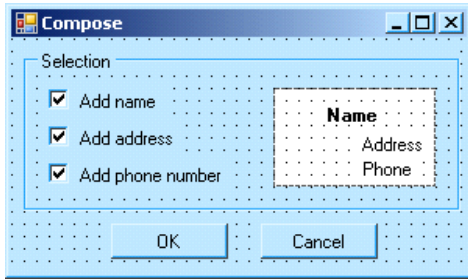 Compose
Selection
Add name
Add address
Add phone number
Name
Address
Phone
OK
Cancel